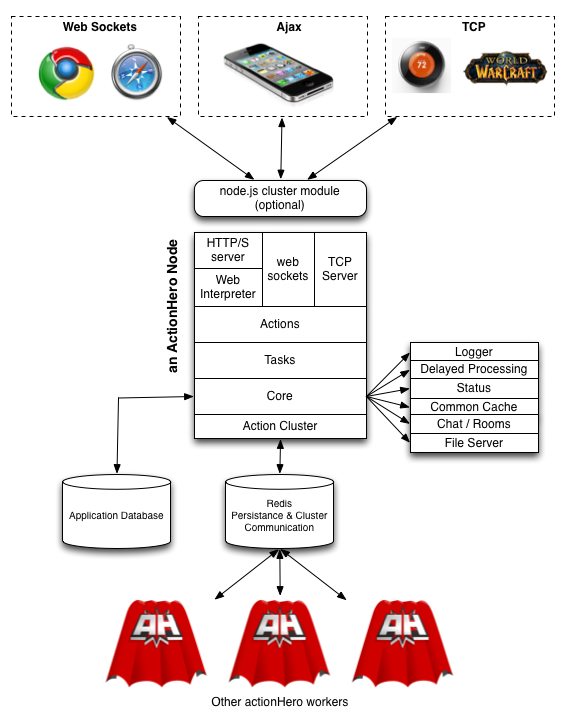 Web Sockets
Ajax
TCP
72
WORLD
OF
WARCRAFT
node.js cluster module
(optional)
an ActionHero Node
HTTP/S
server
Web
Interpreter
web
sockets
TCP
Server
Actions
Tasks
Core
Action Cluster
Logger
Delayed Processing
Status
Common Cache
Chat / Rooms
File Server
Application Database
Redis
Persistance & Cluster
Communication
AH
AH
AH
Other actionHero workers